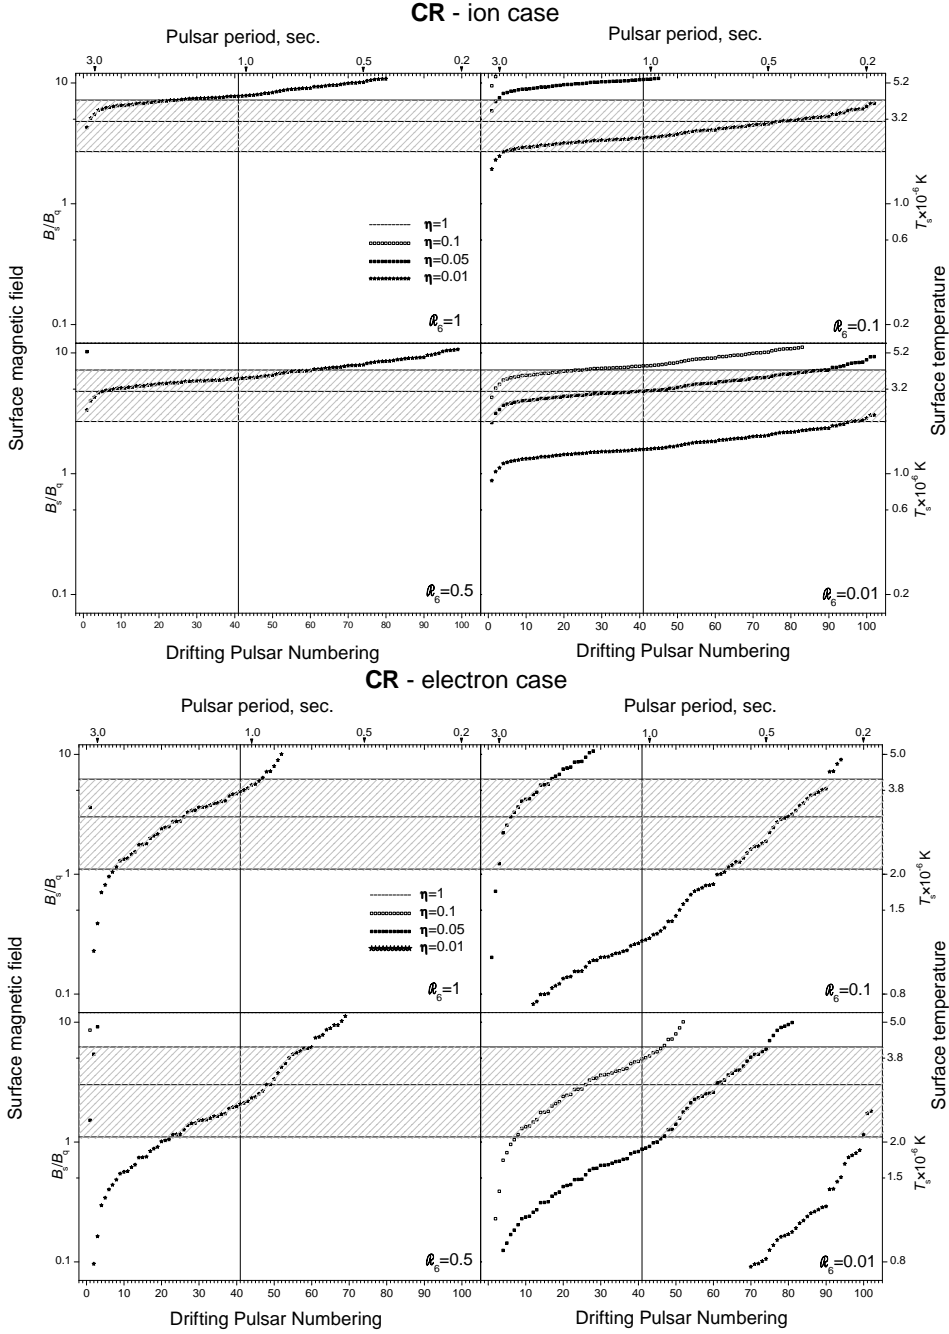 CR - ion case
Pulsar period, sec.
Pulsar period, sec.
3.0 1.0 0.5 0.2
3.0 1.0 0.5 0.2
10
1
0.1
B_s/B_q
η=1
η=0.1
η=0.05
η=0.01
ℛ_6=1
ℛ_6=0.1
5.2
3.2
1.0
0.6
0.2
T_s×10^-6 K
Surface magnetic field
Surface temperature
10
1
0.1
B_s/B_q
ℛ_6=0.5
ℛ_6=0.01
5.2
3.2
1.0
0.6
0.2
T_s×10^-6 K
0 10 20 30 40 50 60 70 80 90 100
0 10 20 30 40 50 60 70 80 90 100
Drifting Pulsar Numbering
Drifting Pulsar Numbering
CR - electron case
Pulsar period, sec.
Pulsar period, sec.
3.0 1.0 0.5 0.2
3.0 1.0 0.5 0.2
10
1
0.1
B_s/B_q
η=1
η=0.1
η=0.05
η=0.01
ℛ_6=1
ℛ_6=0.1
5.0
3.8
2.0
1.5
0.8
T_s×10^-6 K
Surface magnetic field
Surface temperature
10
1
0.1
B_s/B_q
ℛ_6=0.5
ℛ_6=0.01
5.0
3.8
2.0
1.5
0.8
T_s×10^-6 K
0 10 20 30 40 50 60 70 80 90 100
0 10 20 30 40 50 60 70 80 90 100
Drifting Pulsar Numbering
Drifting Pulsar Numbering